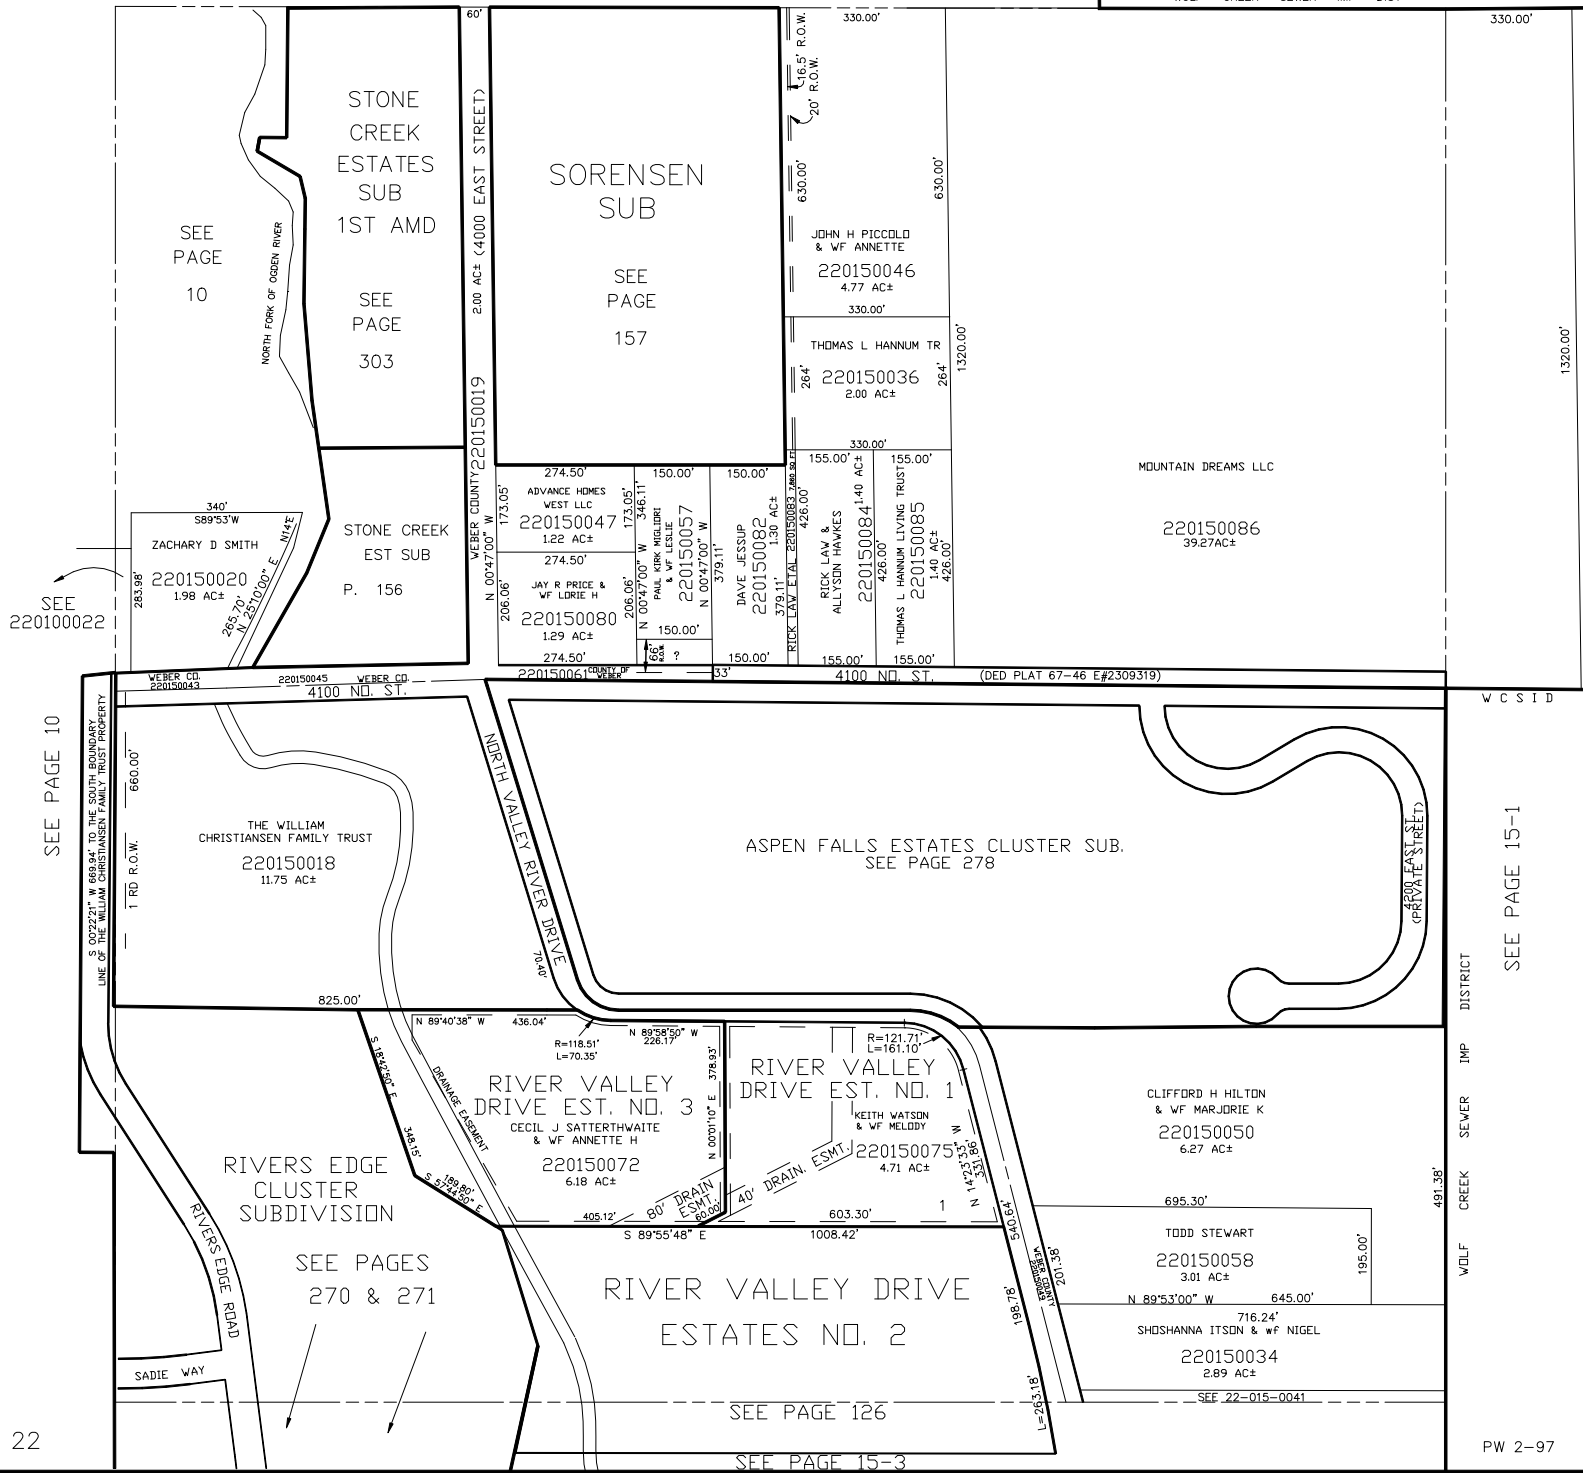 60'
330.00'
330.00'
16.5' R.O.W.
20' R.O.W.
STONE
CREEK
ESTATES
SUB
1ST AMD
SEE
PAGE
303
SEE
PAGE
10
NORTH FORK OF OGDEN RIVER
2.00 AC± (4000 EAST STREET)
WEBER COUNTY 220150019
N 00°47'00" W
SORENSEN
SUB
SEE
PAGE
157
630.00'
630.00'
JOHN H PICCOLO
& WF ANNETTE
220150046
4.77 AC±
330.00'
THOMAS L HANNUM TR
220150036
2.00 AC±
264'
264'
1320.00'
1320.00'
330.00'
MOUNTAIN DREAMS LLC
220150086
39.27AC±
340'
S89°53'W
N14°E
ZACHARY D SMITH
220150020
1.98 AC±
283.98'
265.70'
N 25°10'00" E
SEE
220100022
STONE CREEK
EST SUB
P. 156
274.50'
ADVANCE HOMES
WEST LLC
220150047
1.22 AC±
173.05'
173.05'
274.50'
JAY R PRICE &
WF LORIE H
220150080
1.29 AC±
206.06'
206.06'
274.50'
150.00'
346.11'
N 00°47'00" W
PAUL KIRK MIGLIORI
& WF LESLIE
220150057
N 00°47'00" W
379.11'
150.00'
66'
R.O.W.
?
150.00'
DAVE JESSUP
220150082
1.30 AC±
379.11'
150.00'
RICK LAW ETAL 220150083 7,860 SQ FT
426.00'
155.00'
RICK LAW &
ALLYSON HAWKES
220150084
1.40 AC±
426.00'
155.00'
155.00'
THOMAS L HANNUM LIVING TRUST
220150085
1.40 AC±
426.00'
155.00'
WEBER CO.
220150043
220150045
WEBER CO.
4100 NO. ST.
220150061
COUNTY OF
WEBER
33'
4100 NO. ST.
(DED PLAT 67-46 E#2309319)
W C S I D
SEE PAGE 10
S 00°22'21" W 669.94' TO THE SOUTH BOUNDARY
LINE OF THE WILLIAM CHRISTIANSEN FAMILY TRUST PROPERTY
660.00'
1 RD R.O.W.
THE WILLIAM
CHRISTIANSEN FAMILY TRUST
220150018
11.75 AC±
825.00'
NORTH VALLEY RIVER DRIVE
70.40'
ASPEN FALLS ESTATES CLUSTER SUB.
SEE PAGE 278
4200 EAST ST.
(PRIVATE STREET)
SEE PAGE 15-1
WOLF CREEK SEWER IMP DISTRICT
N 89°40'38" W
436.04'
R=118.51'
L=70.35'
N 89°58'50" W
226.17'
378.93'
N 00°01'10" E
S 18°42'50" E
348.15'
DRAINAGE EASEMENT
RIVER VALLEY
DRIVE EST. NO. 3
CECIL J SATTERTHWAITE
& WF ANNETTE H
220150072
6.18 AC±
189.80'
S 57°44'50" E
405.12'
80' DRAIN
ESMT.
60.00'
R=121.71'
L=161.10'
RIVER VALLEY
DRIVE EST. NO. 1
KEITH WATSON
& WF MELODY
220150075
4.71 AC±
40' DRAIN. ESMT.
N 14°23'33" W
331.86'
603.30'
1
S 89°55'48" E
1008.42'
540.64'
CLIFFORD H HILTON
& WF MARJORIE K
220150050
6.27 AC±
491.38'
695.30'
TODD STEWART
220150058
3.01 AC±
195.00'
N 89°53'00" W
645.00'
201.38'
WEBER COUNTY
220150049
198.78'
716.24'
SHOSHANNA ITSON & wf NIGEL
220150034
2.89 AC±
SEE 22-015-0041
L=263.18'
RIVERS EDGE
CLUSTER
SUBDIVISION
SEE PAGES
270 & 271
RIVERS EDGE ROAD
SADIE WAY
RIVER VALLEY DRIVE
ESTATES NO. 2
SEE PAGE 126
SEE PAGE 15-3
22
PW 2-97